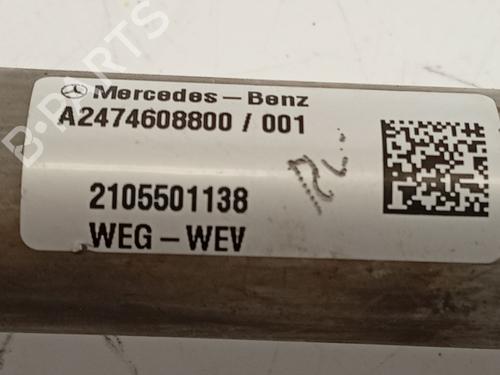 Mercedes-Benz
A2474608800 / 001
2105501138
WEG-WEV
B-PARTS